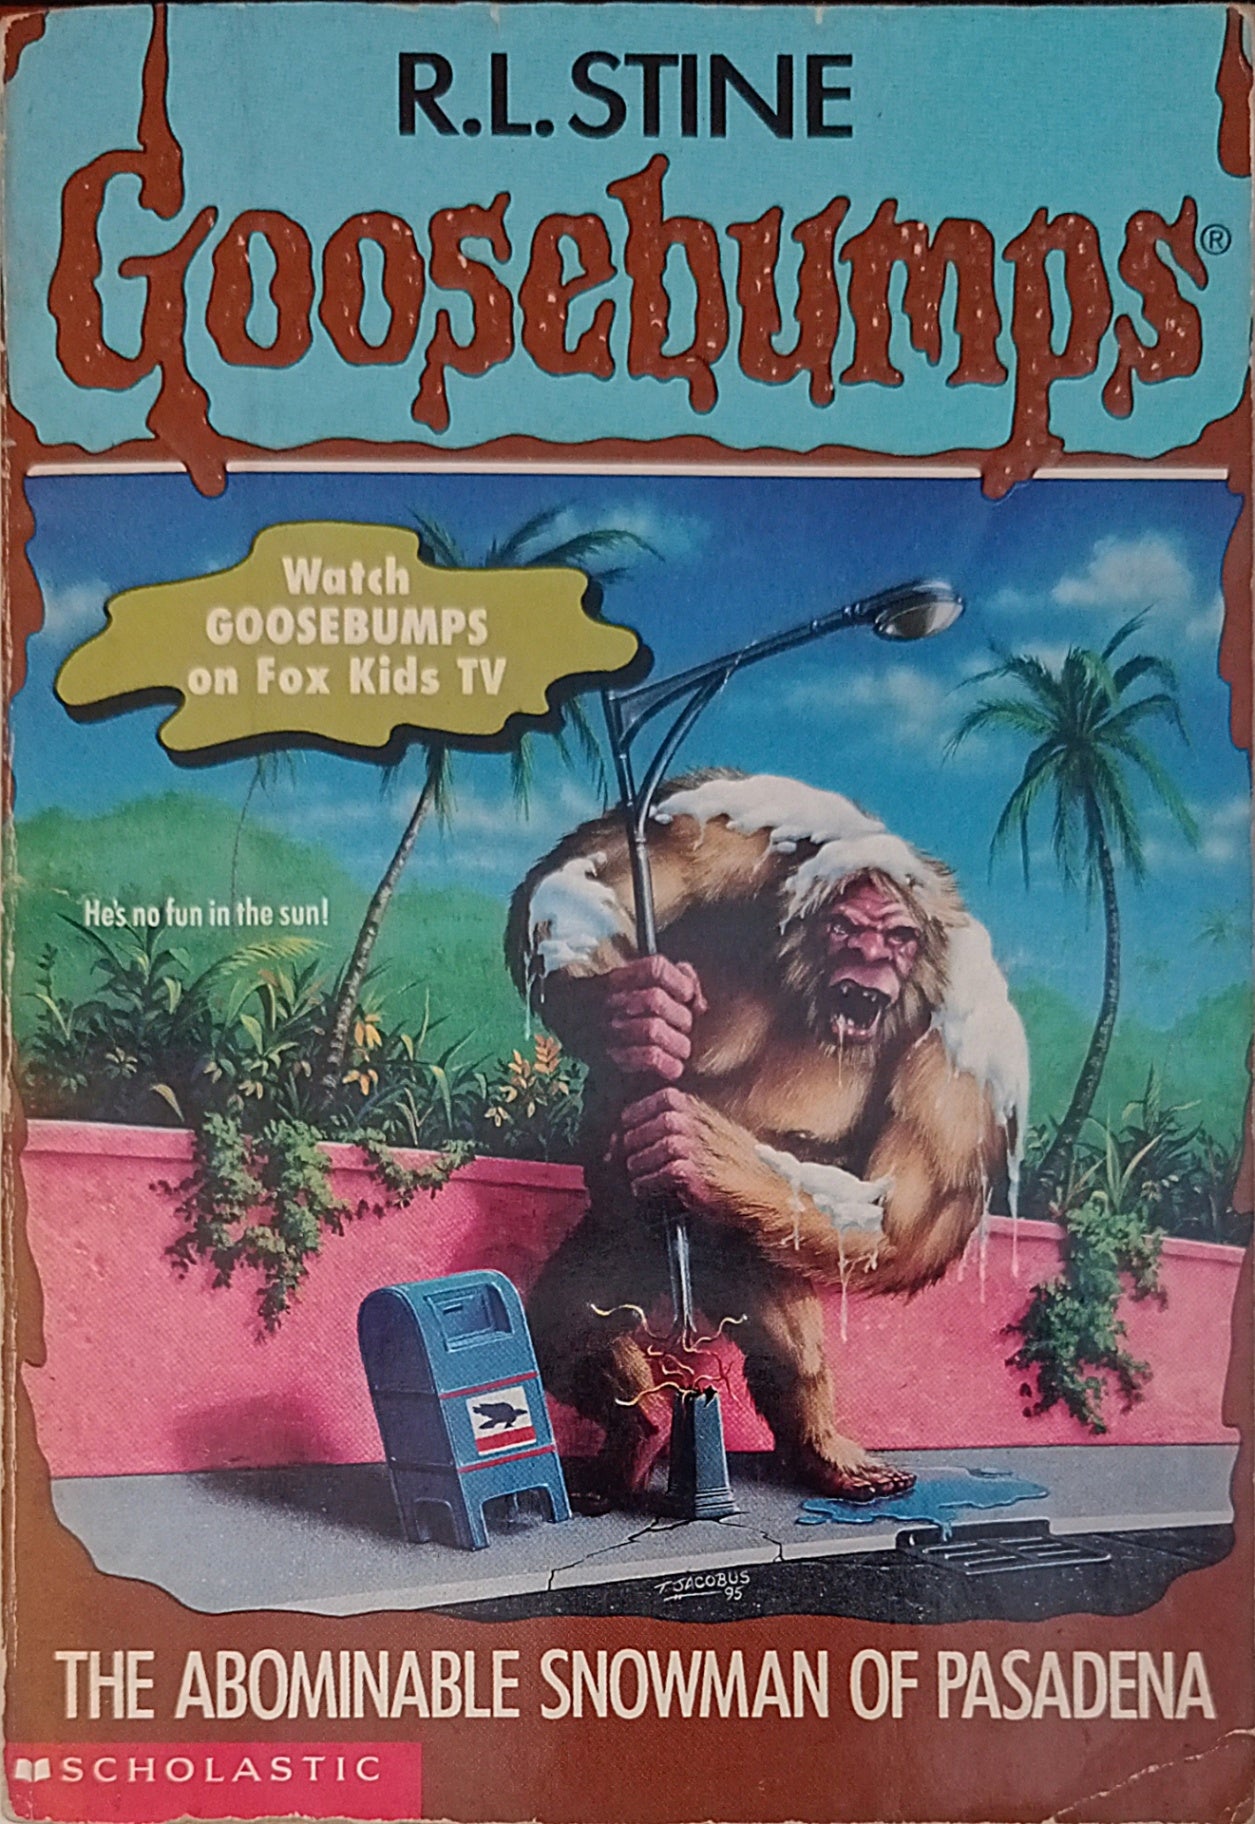 R.L. STINE
Goosebumps®
Watch
GOOSEBUMPS
on Fox Kids TV
He's no fun in the sun!
T JACOBUS
95
THE ABOMINABLE SNOWMAN OF PASADENA
SCHOLASTIC